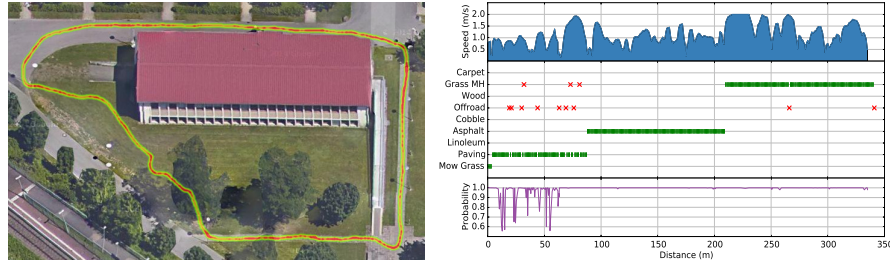 Speed (m/s)
2.0
1.5
1.0
0.5
Carpet
Grass MH
Wood
Offroad
Cobble
Asphalt
Linoleum
Paving
Mow Grass
Probability
1.0
0.9
0.8
0.7
0.6
0 50 100 150 200 250 300 350
Distance (m)